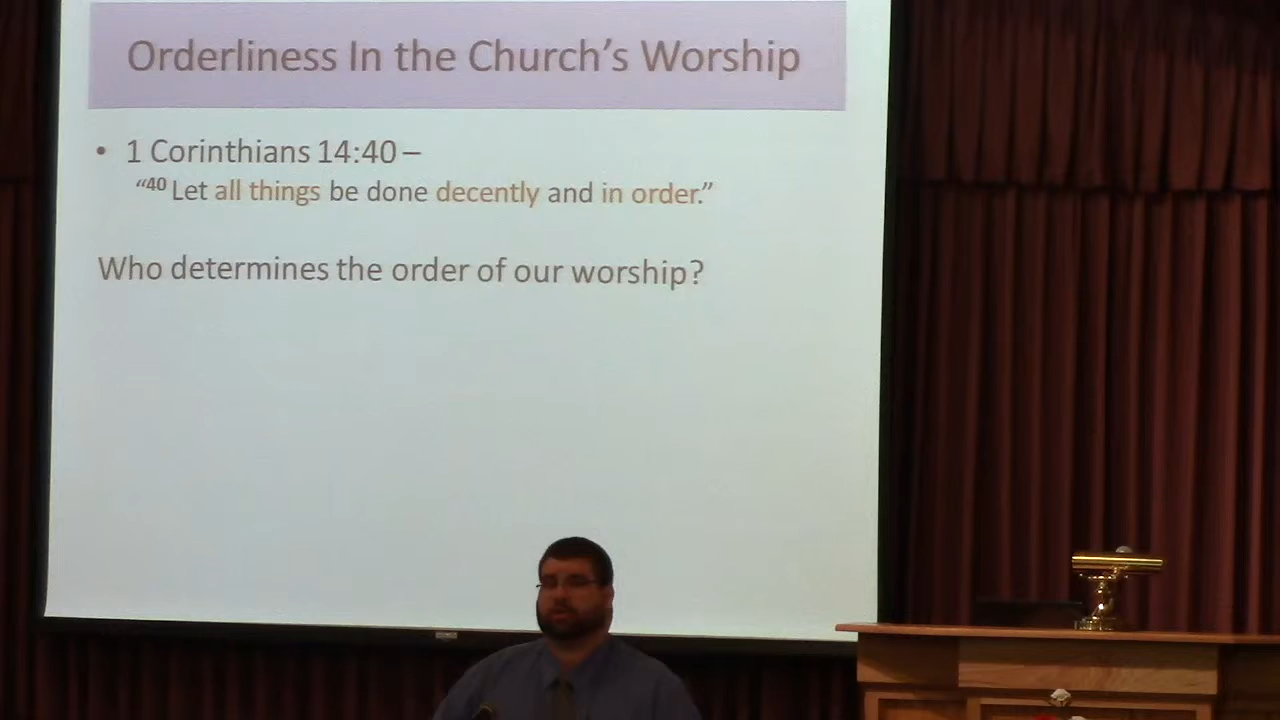 Orderliness In the Church’s Worship
• 1 Corinthians 14:40 –
“40 Let all things be done decently and in order.”
Who determines the order of our worship?